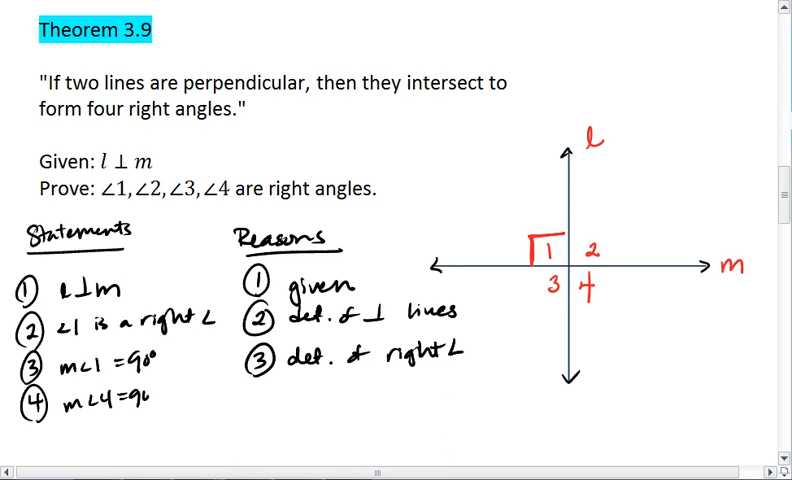 Theorem 3.9
"If two lines are perpendicular, then they intersect to
form four right angles."
Given: l ⊥ m
Prove: ∠1, ∠2, ∠3, ∠4 are right angles.
Statements
① l⊥m
② ∠1 is a right ∠
③ m∠1 = 90°
④ m∠4 = 90
Reasons
① given
② def. of ⊥ lines
③ def. of right ∠
l
1 2
m
3 4